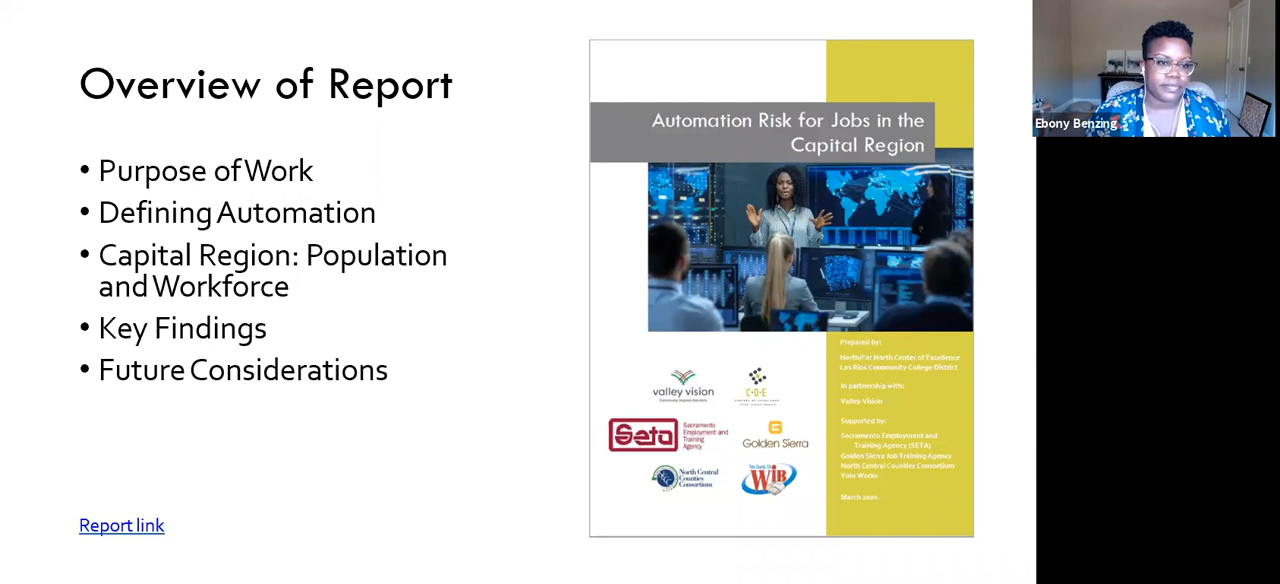 Overview of Report
• Purpose of Work
• Defining Automation
• Capital Region: Population
and Workforce
• Key Findings
• Future Considerations
Report link
Automation Risk for Jobs in the
Capital Region
valley vision
C·O·E
Seta
Sacramento
Employment and
Training
Agency
Golden Sierra
North Central
Counties
Consortium
WIB
Prepared by:
North/Far North Center of Excellence
Los Rios Community College District
In partnership with:
Valley Vision
Supported by:
Sacramento Employment and
Training Agency (SETA)
Golden Sierra Job Training Agency
North Central Counties Consortium
Yolo Works
March 2020
Ebony Benzing